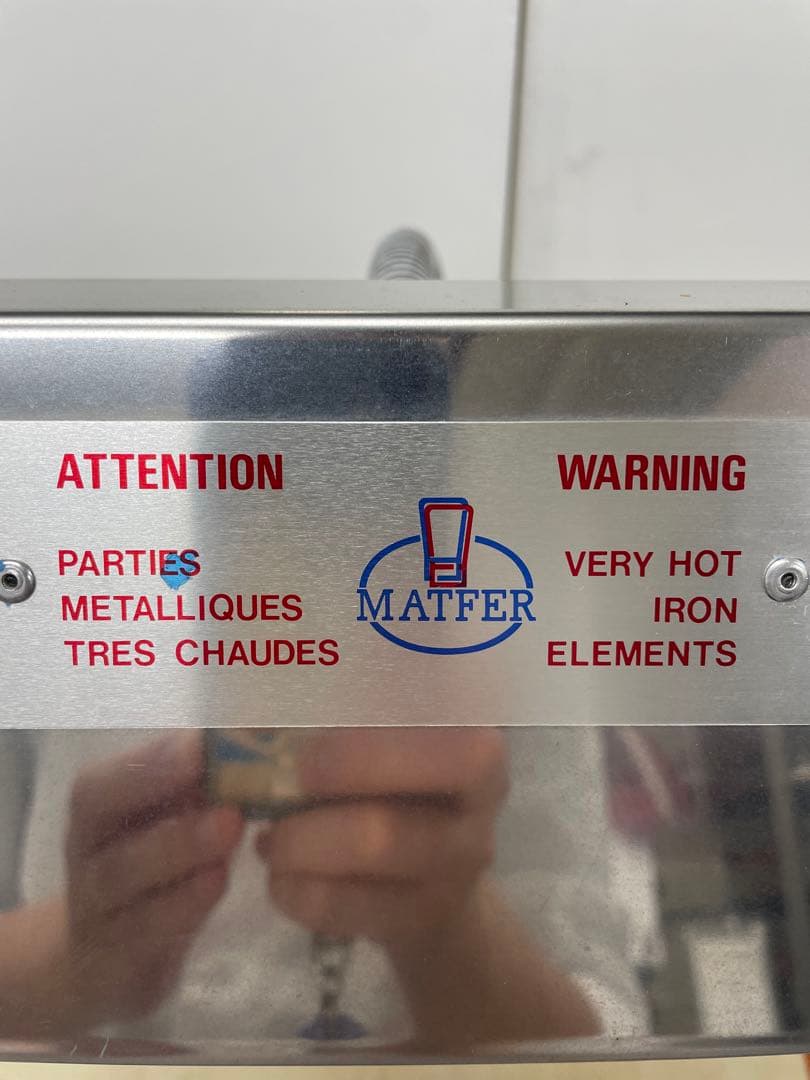 ATTENTION
PARTIES
METALLIQUES
TRES CHAUDES
MATFER
WARNING
VERY HOT
IRON
ELEMENTS